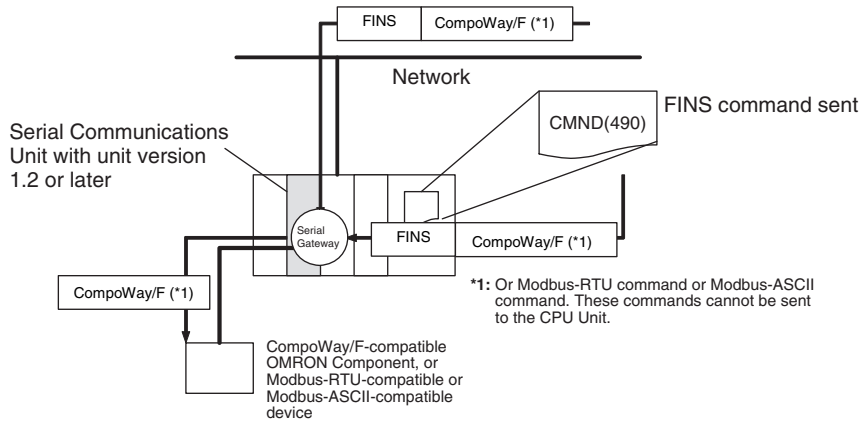 FINS CompoWay/F (*1)
Network
CMND(490)
FINS command sent
Serial Communications
Unit with unit version
1.2 or later
Serial
Gateway
FINS CompoWay/F (*1)
CompoWay/F (*1)
*1: Or Modbus-RTU command or Modbus-ASCII
command. These commands cannot be sent
to the CPU Unit.
CompoWay/F-compatible
OMRON Component, or
Modbus-RTU-compatible or
Modbus-ASCII-compatible
device